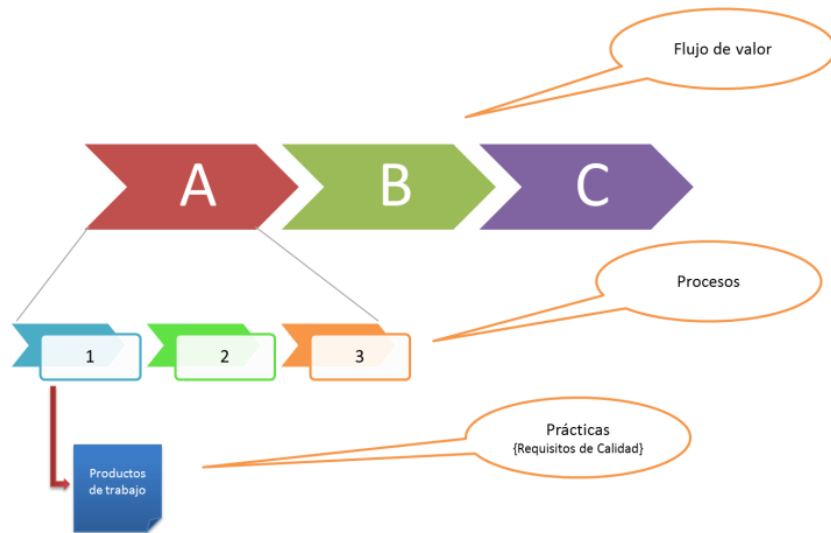 Flujo de valor
A B C
Procesos
1 2 3
Prácticas
{Requisitos de Calidad}
Productos
de trabajo